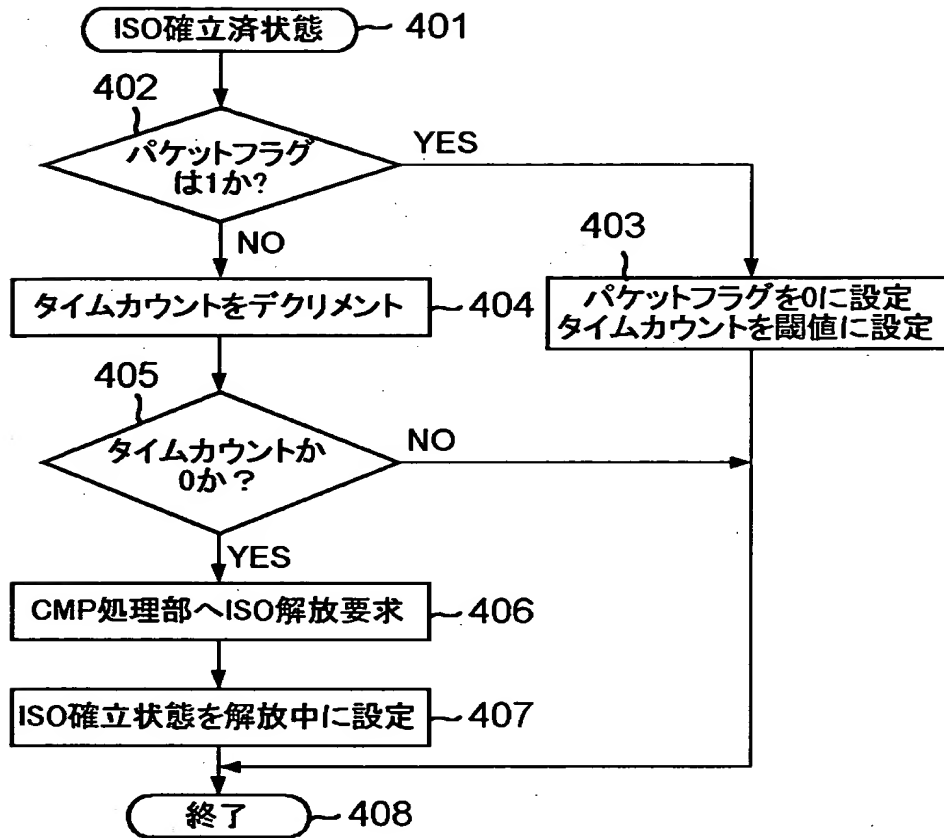 ISO確立済状態 401
402
パケットフラグ
は1か?
YES
NO
403
パケットフラグを0に設定
タイムカウントを閾値に設定
タイムカウントをデクリメント 404
405
タイムカウントか
0か?
NO
YES
CMP処理部へISO解放要求 406
ISO確立状態を解放中に設定 407
終了 408